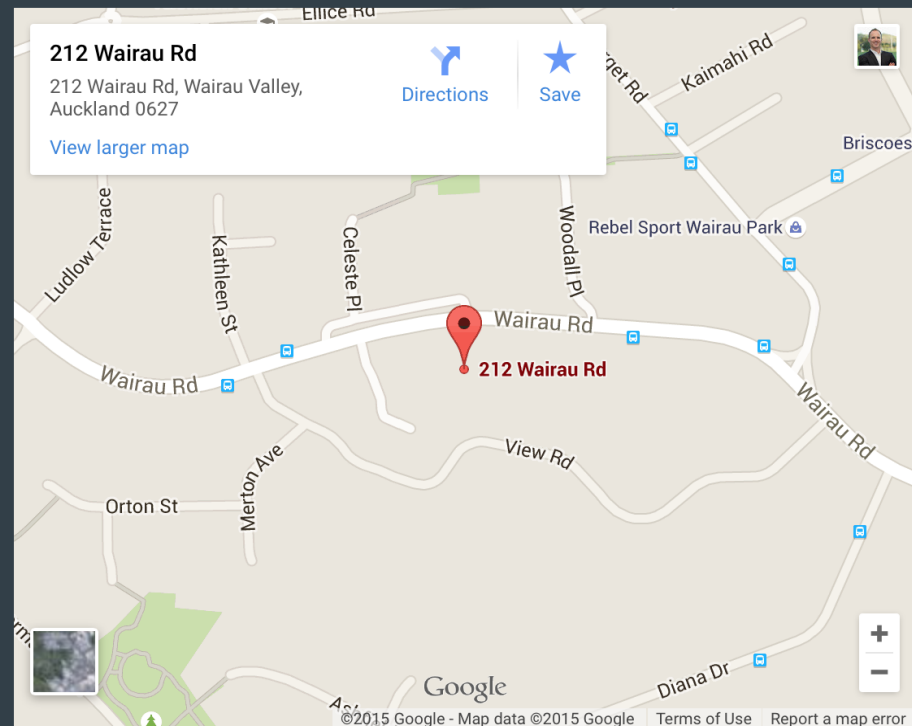 Ellice Rd
212 Wairau Rd
212 Wairau Rd, Wairau Valley,
Auckland 0627
View larger map
Directions
Save
Kaimahi Rd
Briscoes
Rebel Sport Wairau Park
Ludlow Terrace
Kathleen St
Celeste Pl
Woodall Pl
Wairau Rd
212 Wairau Rd
Wairau Rd
Wairau Rd
View Rd
Merton Ave
Orton St
Diana Dr
Google
©2015 Google - Map data ©2015 Google
Terms of Use
Report a map error